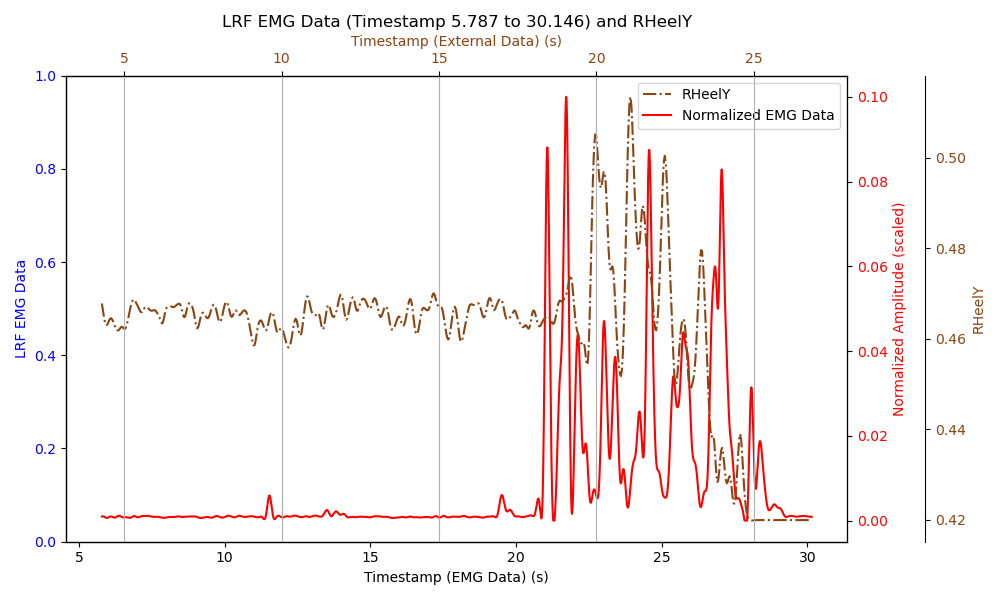 LRF EMG Data (Timestamp 5.787 to 30.146) and RHeelY
Timestamp (External Data) (s)
5 10 15 20 25
1.0
0.8
0.6
0.4
0.2
0.0
LRF EMG Data
RHeelY
Normalized EMG Data
0.10
0.08
0.06
0.04
0.02
0.00
Normalized Amplitude (scaled)
0.50
0.48
0.46
0.44
0.42
RHeelY
5 10 15 20 25 30
Timestamp (EMG Data) (s)